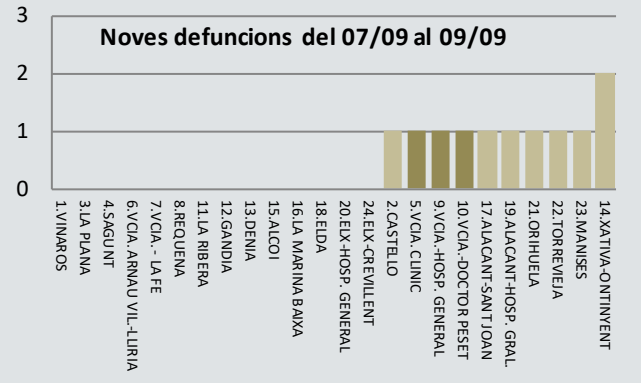 Noves defuncions del 07/09 al 09/09
3
2
1
0
1.VINAROS
3.LA PLANA
4.SAGUNT
6.VCIA. ARNAU VIL.-LLIRIA
7.VCIA. - LA FE
8.REQUENA
11.LA RIBERA
12.GANDIA
13.DENIA
15.ALCOI
16.LA MARINA BAIXA
18.ELDA
20.ELX-HOSP. GENERAL
24.ELX-CREVILLENT
2.CASTELLO
5.VCIA. CLINIC
9.VCIA.-HOSP. GENERAL
10.VCIA.-DOCTOR PESET
17.ALACANT-SANT JOAN
19.ALACANT-HOSP. GRAL.
21.ORIHUELA
22.TORREVIEJA
23.MANISES
14.XATIVA-ONTINYENT